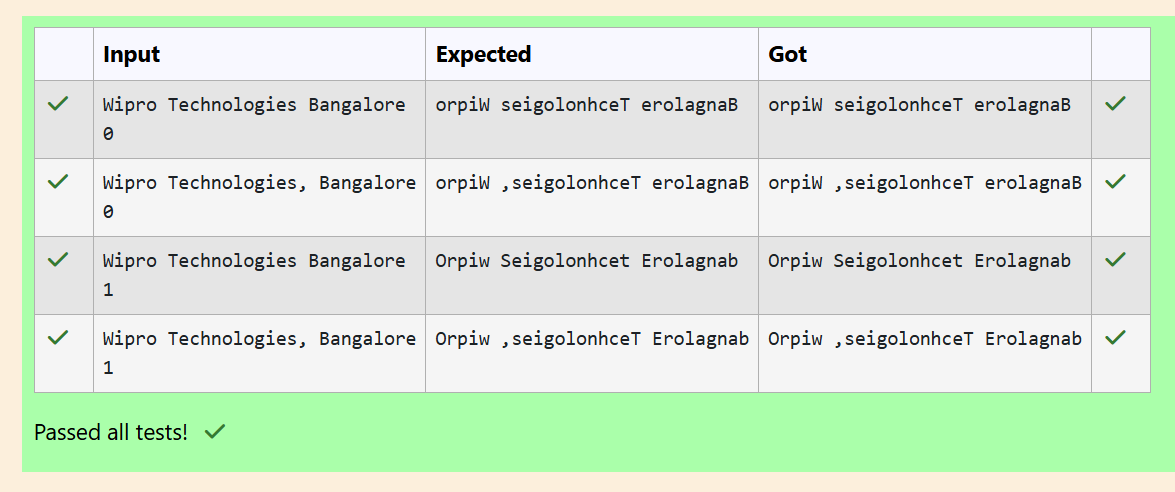 Input Expected Got
Wipro Technologies Bangalore orpiW seigolonhceT erolagnaB orpiW seigolonhceT erolagnaB
0
Wipro Technologies, Bangalore orpiW ,seigolonhceT erolagnaB orpiW ,seigolonhceT erolagnaB
0
Wipro Technologies Bangalore Orpiw Seigolonhcet Erolagnab Orpiw Seigolonhcet Erolagnab
1
Wipro Technologies, Bangalore Orpiw ,seigolonhceT Erolagnab Orpiw ,seigolonhceT Erolagnab
1
Passed all tests!